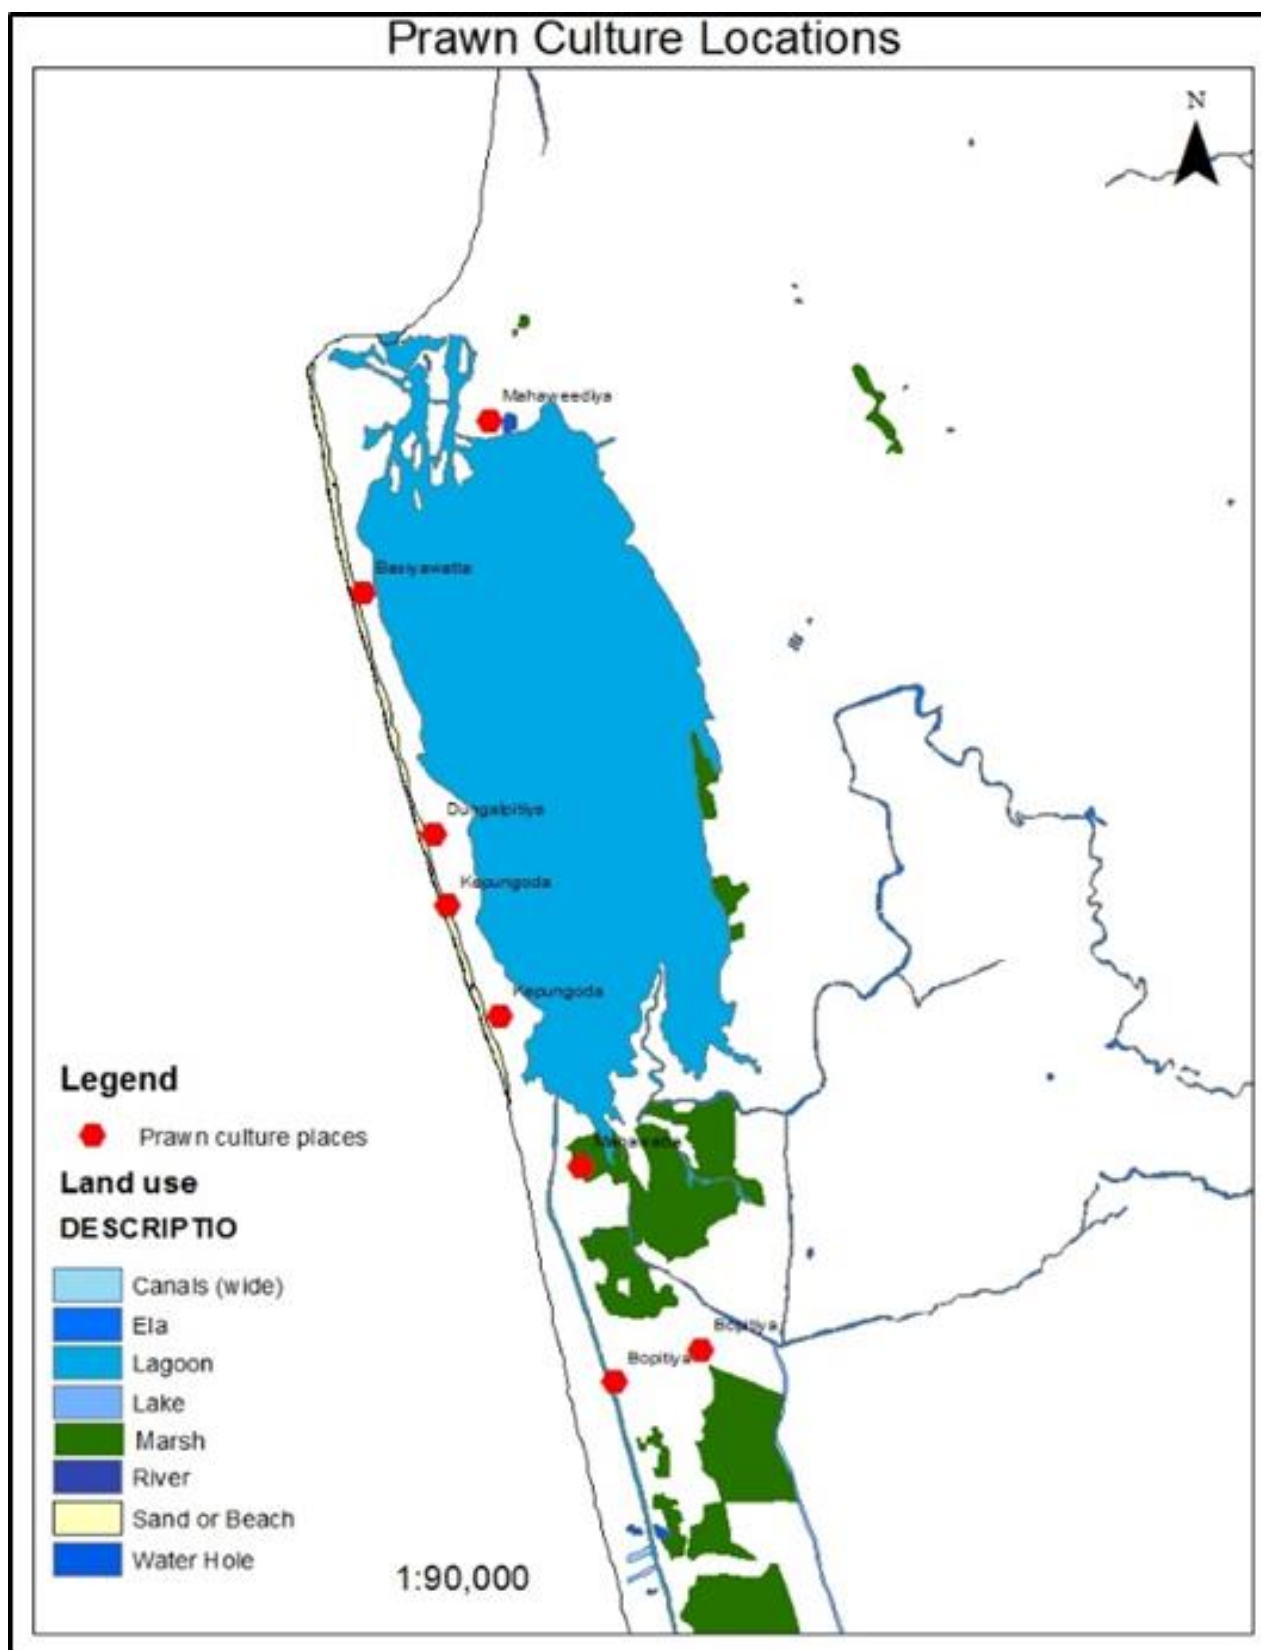 Prawn Culture Locations
N
Mahaweediya
Basiyawatta
Dungalpitiya
Kepungoda
Kepungoda
Bopitiya
Bopitiya
Legend
Prawn culture places
Land use
DESCRIPTIO
Canals (wide)
Ela
Lagoon
Lake
Marsh
River
Sand or Beach
Water Hole
1:90,000